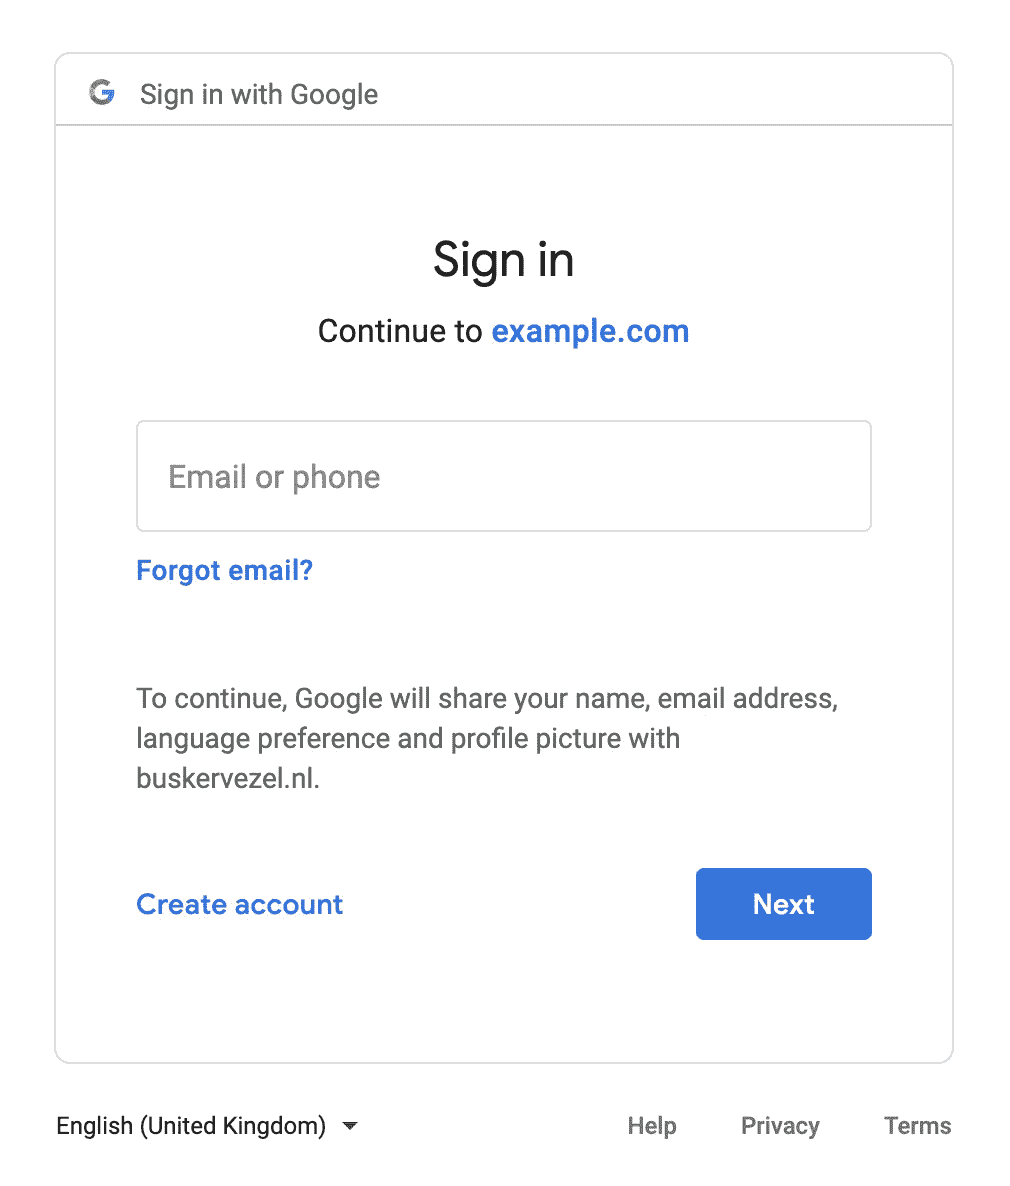 Sign in with Google
Sign in
Continue to example.com
Email or phone
Forgot email?
To continue, Google will share your name, email address,
language preference and profile picture with
buskervezel.nl.
Create account
Next
English (United Kingdom)
Help
Privacy
Terms